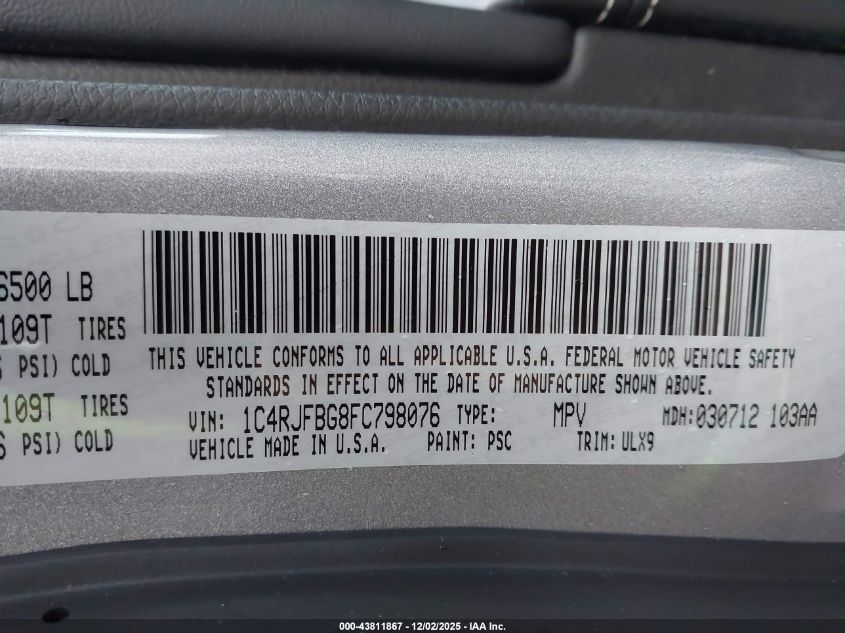 6500 LB
109T TIRES
PSI) COLD
109T TIRES
PSI) COLD
THIS VEHICLE CONFORMS TO ALL APPLICABLE U.S.A. FEDERAL MOTOR VEHICLE SAFETY
STANDARDS IN EFFECT ON THE DATE OF MANUFACTURE SHOWN ABOVE.
VIN: 1C4RJFBG8FC798076 TYPE: MPV MDH: 030712 103AA
VEHICLE MADE IN U.S.A. PAINT: PSC TRIM: ULX9
000-43811867 - 12/02/2025 - IAA Inc.